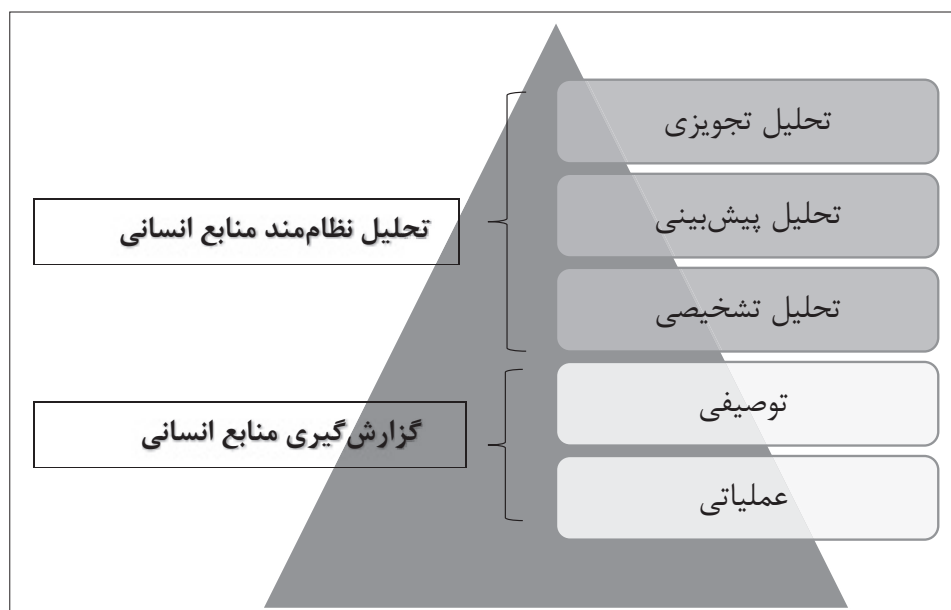 تحلیل تجویزی
تحلیل پیش‌بینی
تحلیل تشخیصی
توصیفی
عملیاتی
تحلیل نظام‌مند منابع انسانی
گزارش‌گیری منابع انسانی